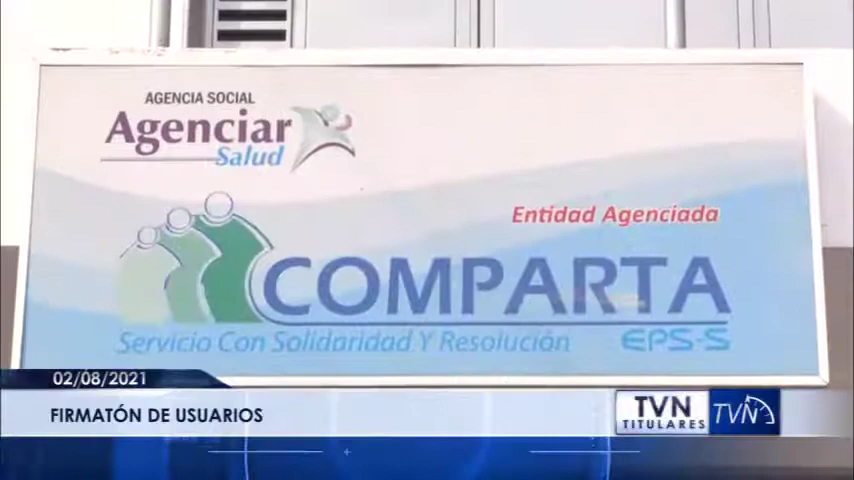 AGENCIA SOCIAL
Agenciar
Salud
Entidad Agenciada
COMPARTA
Servicio Con Solidaridad Y Resolución
EPS-S
02/08/2021
FIRMATÓN DE USUARIOS
TVN
TITULARES
TVN